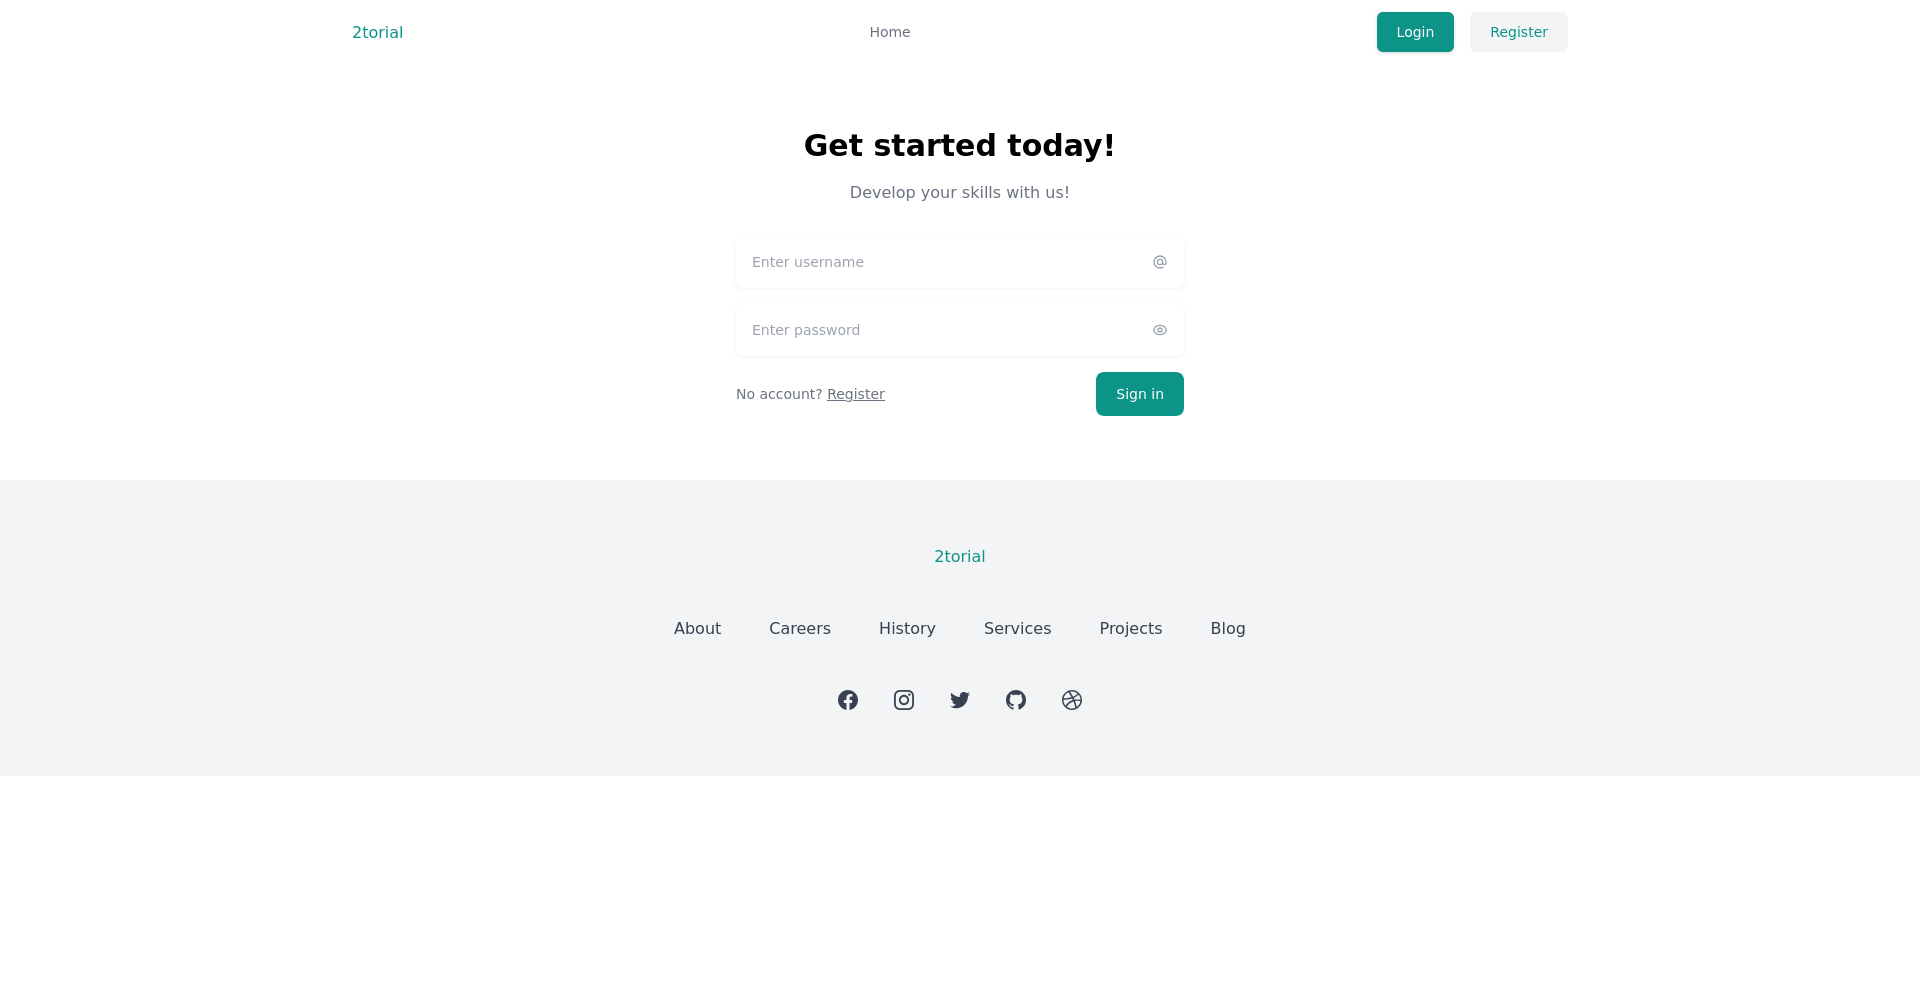 2torial
Home
Login
Register
Get started today!
Develop your skills with us!
Enter username
Enter password
No account? Register
Sign in
2torial
About
Careers
History
Services
Projects
Blog